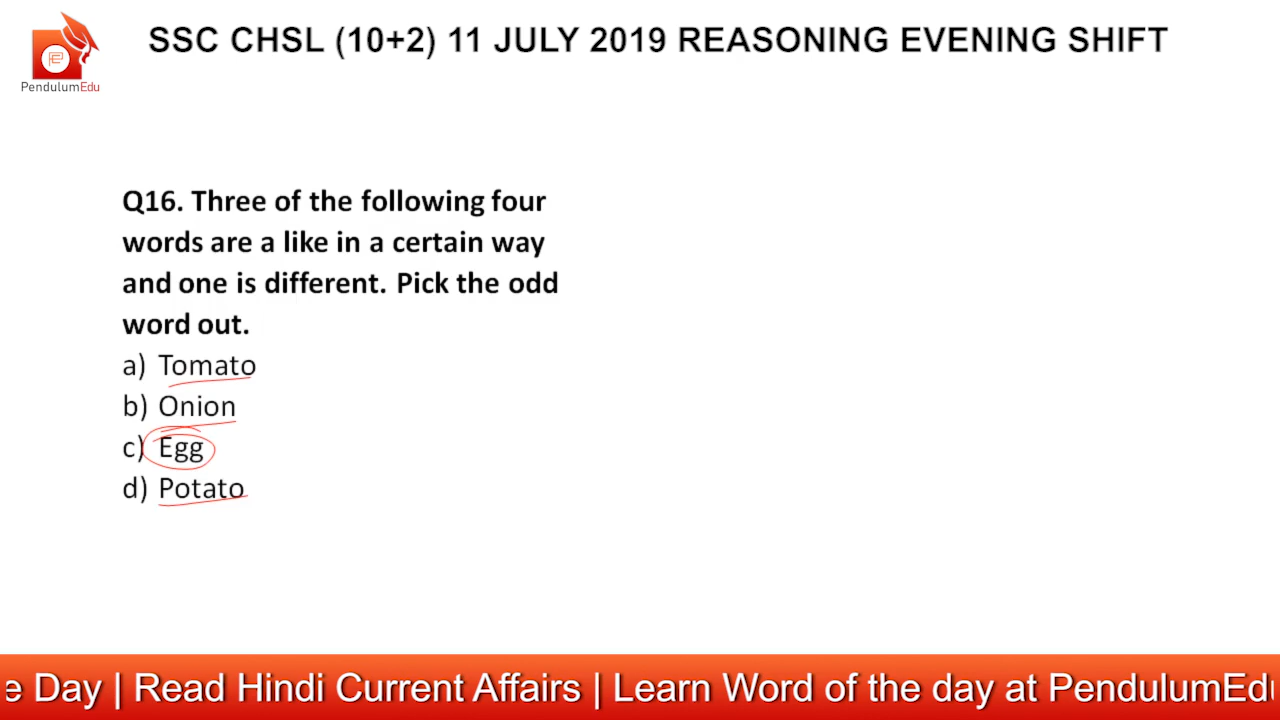 SSC CHSL (10+2) 11 JULY 2019 REASONING EVENING SHIFT
PendulumEdu
Q16. Three of the following four
words are a like in a certain way
and one is different. Pick the odd
word out.
a) Tomato
b) Onion
c) Egg
d) Potato
e Day | Read Hindi Current Affairs | Learn Word of the day at PendulumEdu